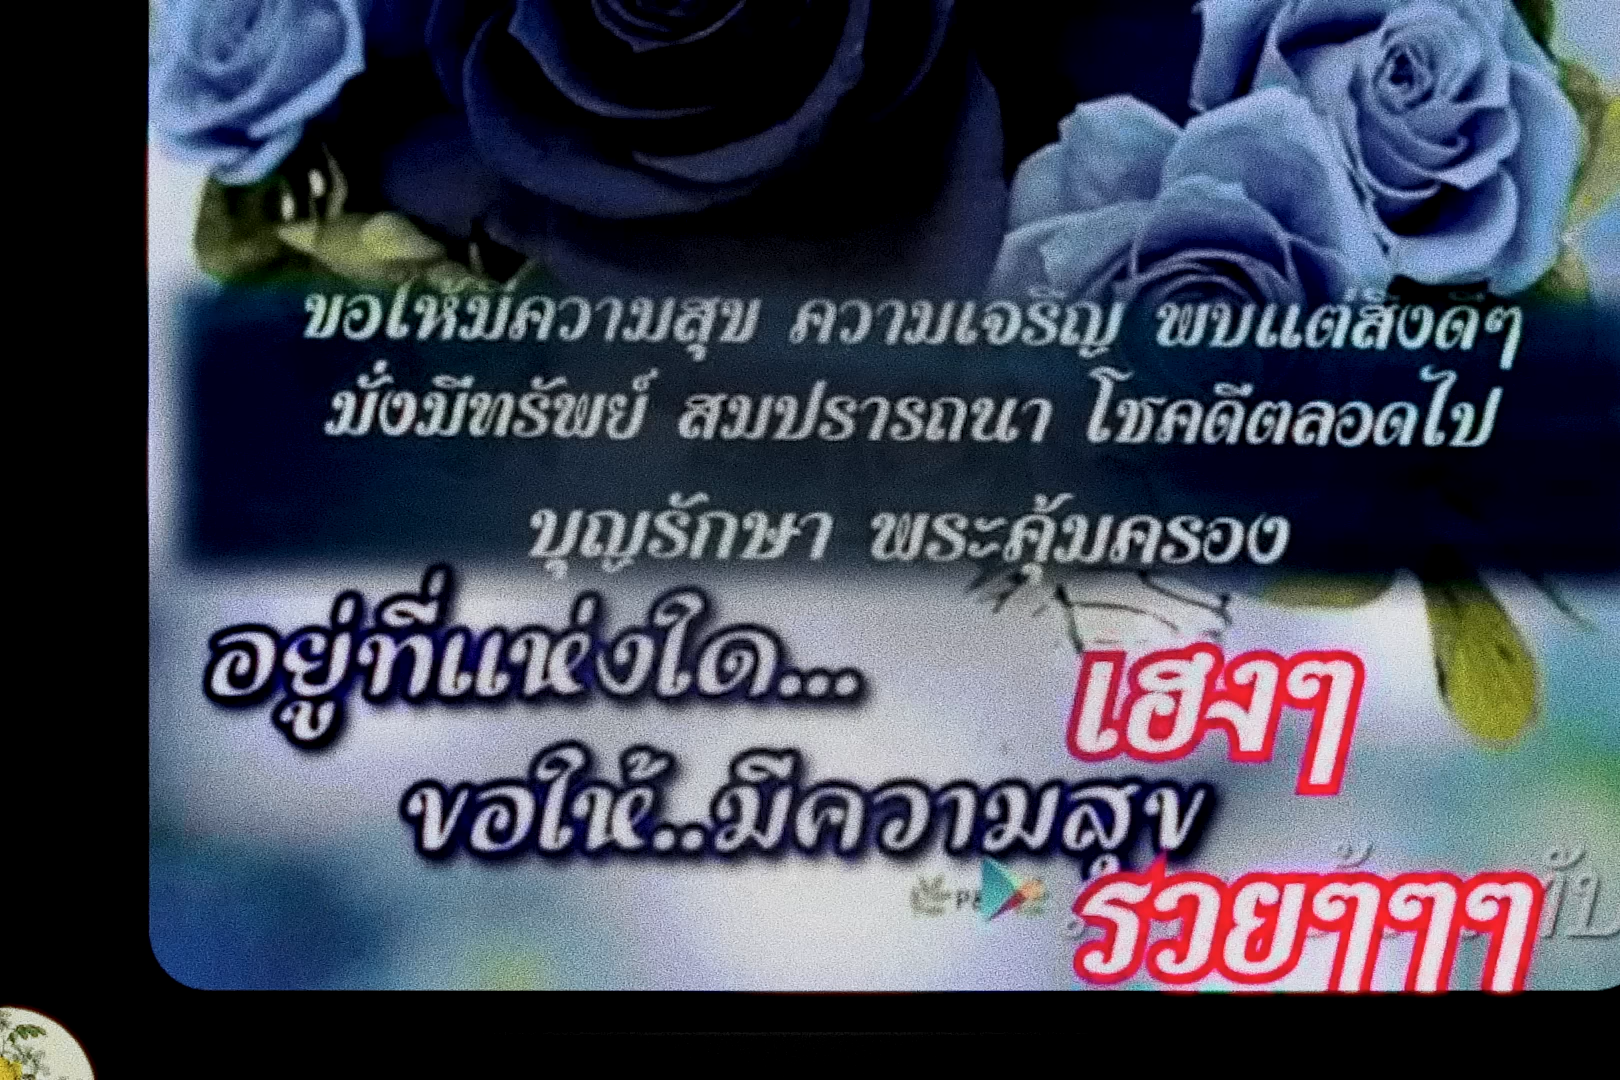 ขอให้มีความสุข ความเจริญ พบแต่สิ่งดีๆ
มั่งมีทรัพย์ สมปรารถนา โชคดีตลอดไป
บุญรักษา พระคุ้มครอง
อยู่ที่แห่งใด...
เฮงๆ
ขอให้..มีความสุข
รวยๆๆๆ